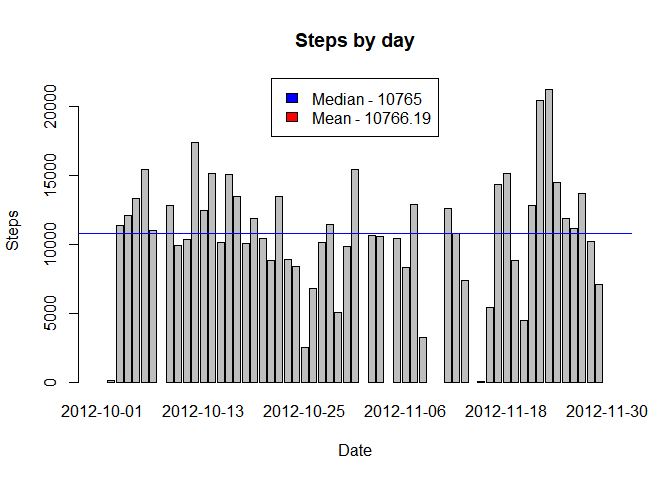 Steps by day
Median - 10765
Mean - 10766.19
20000
15000
10000
5000
0
Steps
2012-10-01 2012-10-13 2012-10-25 2012-11-06 2012-11-18 2012-11-30
Date